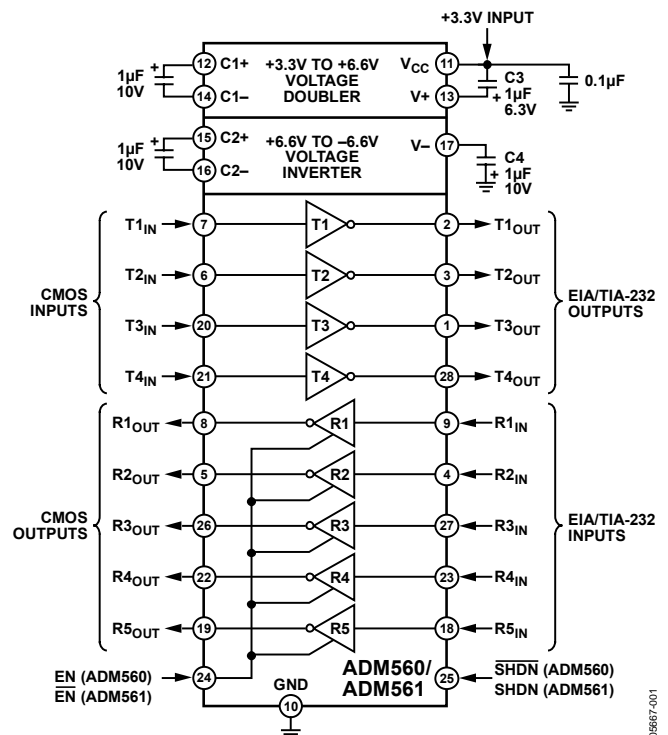 +3.3V INPUT
12 C1+ +3.3V TO +6.6V VOLTAGE DOUBLER VCC 11
1µF 10V +
14 C1– V+ 13
C3 + 1µF 6.3V
0.1µF
15 C2+ +6.6V TO –6.6V VOLTAGE INVERTER V– 17
1µF 10V +
16 C2–
C4 + 1µF 10V
CMOS INPUTS
T1IN 7 T1 2 T1OUT
T2IN 6 T2 3 T2OUT
T3IN 20 T3 1 T3OUT
T4IN 21 T4 28 T4OUT
EIA/TIA-232 OUTPUTS
CMOS OUTPUTS
R1OUT 8 R1 9 R1IN
R2OUT 5 R2 4 R2IN
R3OUT 26 R3 27 R3IN
R4OUT 22 R4 23 R4IN
R5OUT 19 R5 18 R5IN
EIA/TIA-232 INPUTS
EN (ADM560)
E̅N̅ (ADM561)
24
GND
10
ADM560/
ADM561
25
S̅H̅D̅N̅ (ADM560)
SHDN (ADM561)
05667-001